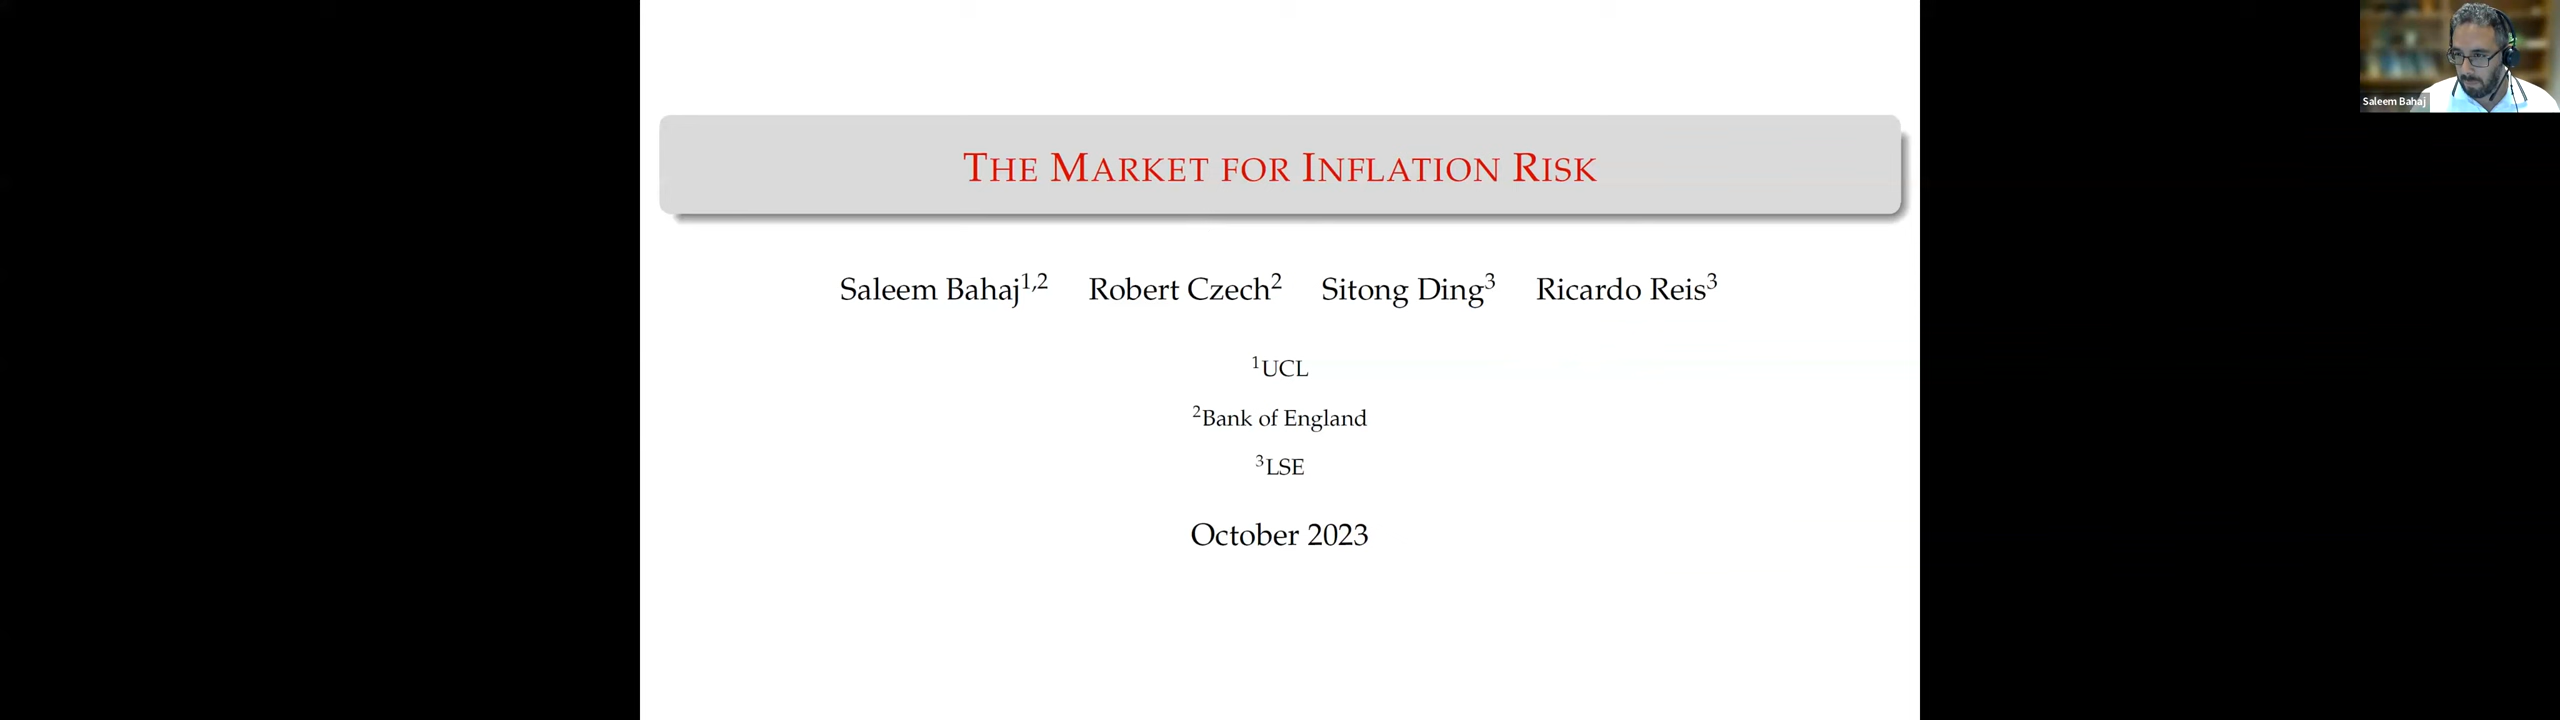 THE MARKET FOR INFLATION RISK
Saleem Bahaj1,2 Robert Czech2 Sitong Ding3 Ricardo Reis3
1UCL
2Bank of England
3LSE
October 2023
Saleem Bahaj